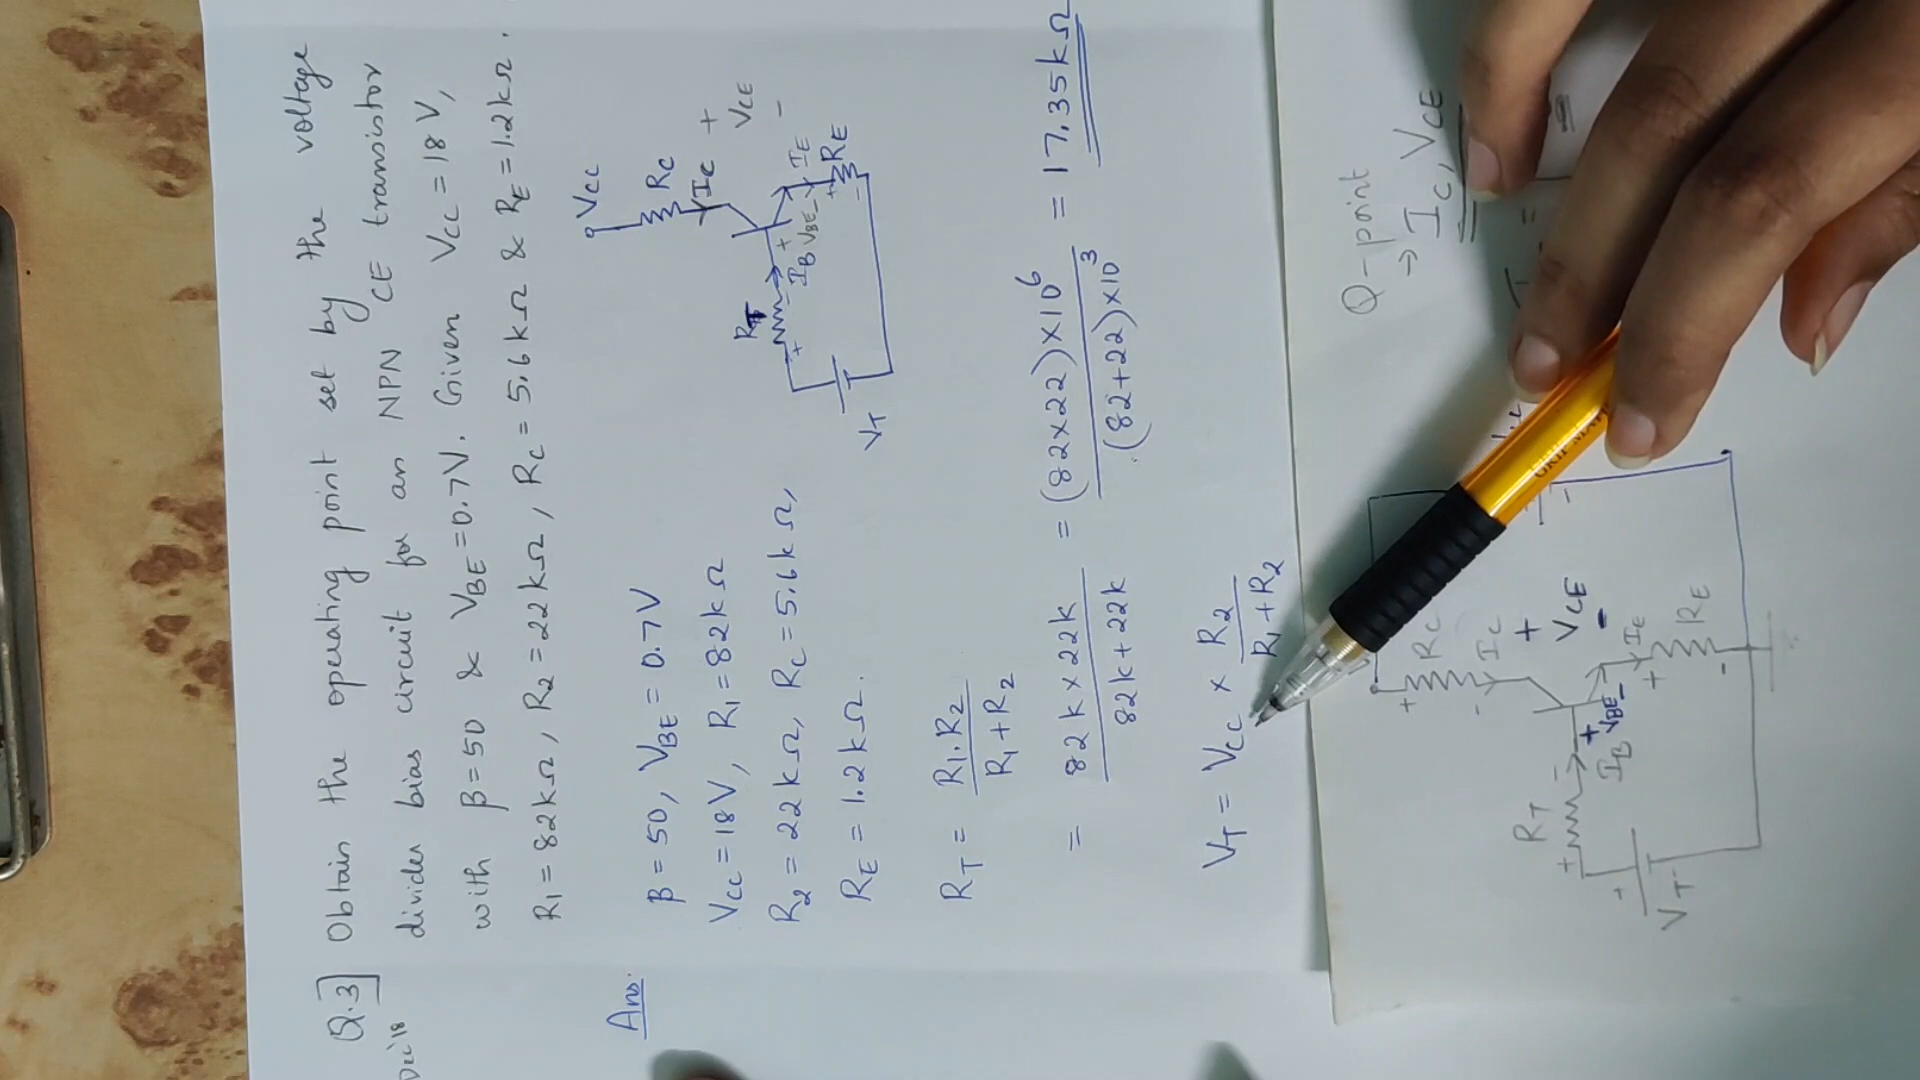 Q.3] Obtain the operating point set by the voltage
Dec'18 divider bias circuit for an NPN CE transistor
with β=50 & VBE=0.7V. Given VCC=18V,
R1=82kΩ, R2=22kΩ, RC=5.6kΩ & RE=1.2kΩ.
Ans.
β=50, VBE=0.7V
VCC=18V, R1=82kΩ
R2=22kΩ, RC=5.6kΩ,
RE=1.2kΩ.
VCC
RC
IC
+
VCE
-
RT
+ -
IB
+
VBE
-
IE
+
RE
-
VT
RT = R1.R2 / R1+R2
= 82k×22k / 82k+22k = (82×22)×10^6 / (82+22)×10^3 = 17.35kΩ
VT = VCC × R2 / R1+R2
Q-point
→ IC, VCE
+
RC
-
IC
+
VCE
-
RT
+ -
IB
+
VBE
-
IE
+
RE
-
+
VT
-